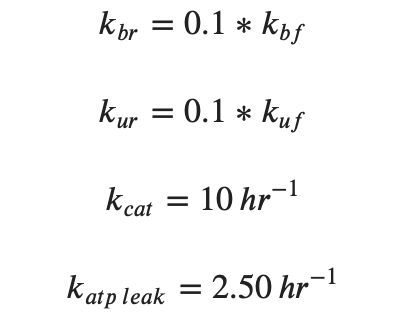 k_br = 0.1 * k_bf
k_ur = 0.1 * k_uf
k_cat = 10 hr^−1
k_atp leak = 2.50 hr^−1